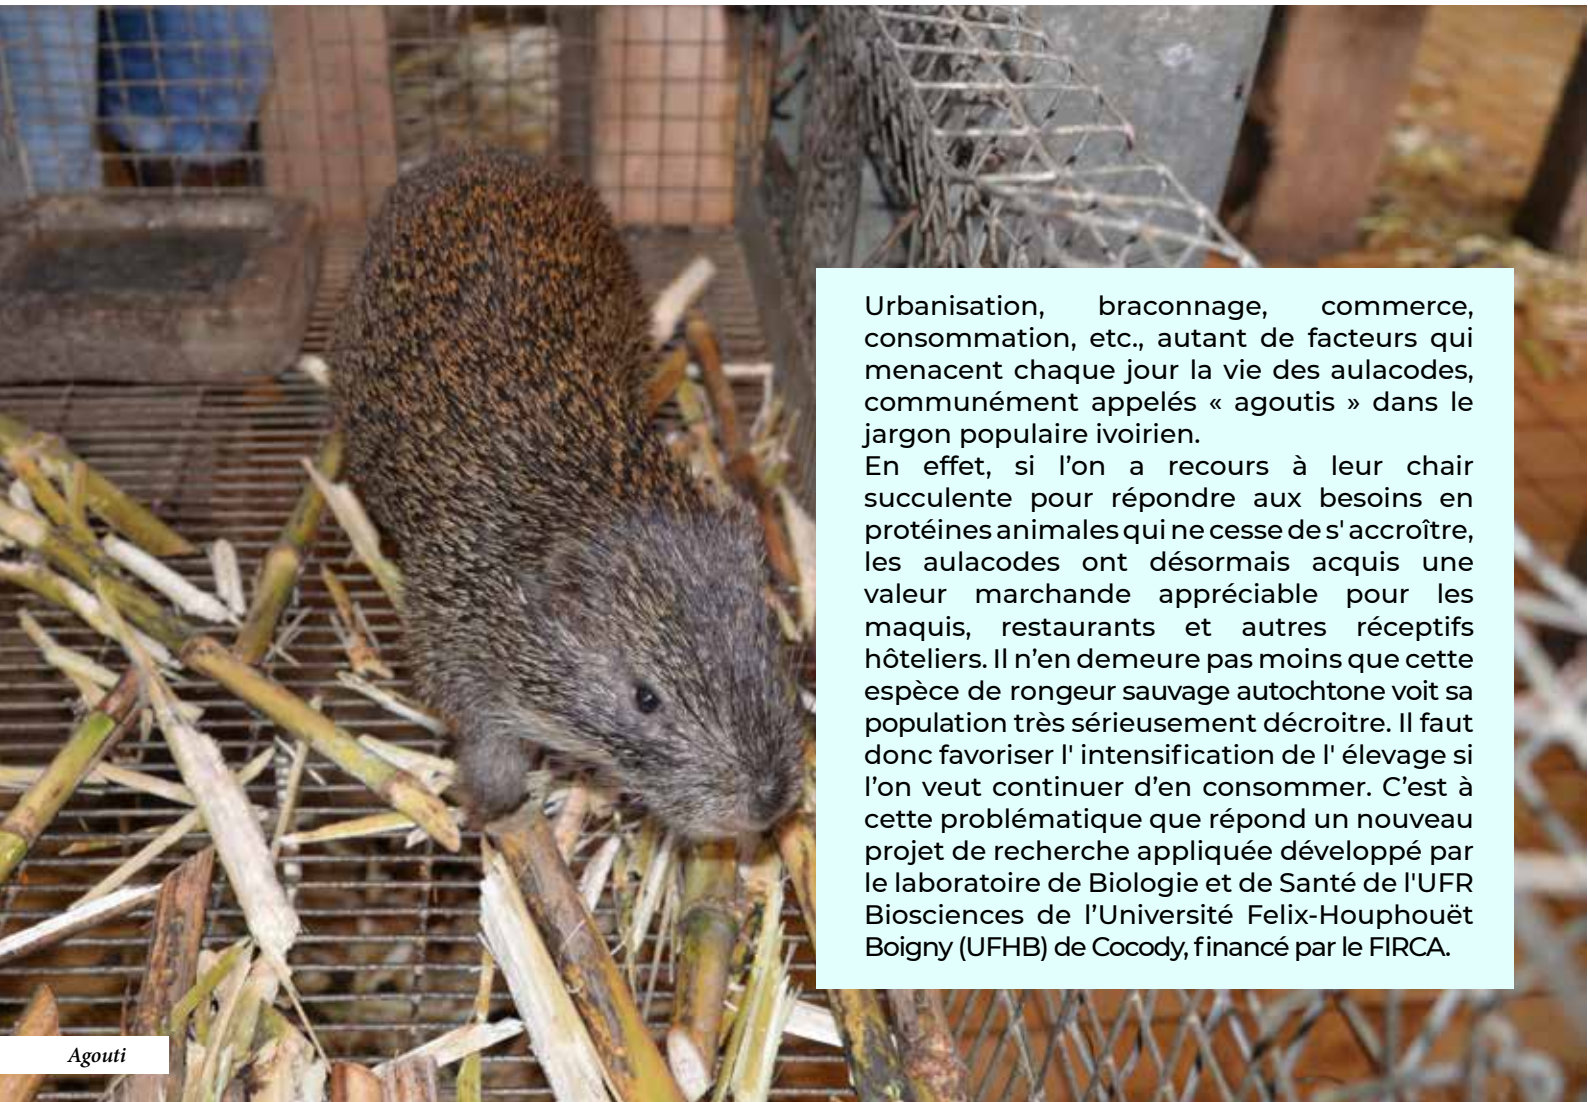 Urbanisation, braconnage, commerce,
consommation, etc., autant de facteurs qui
menacent chaque jour la vie des aulacodes,
communément appelés « agoutis » dans le
jargon populaire ivoirien.
En effet, si l’on a recours à leur chair
succulente pour répondre aux besoins en
protéines animales qui ne cesse de s' accroître,
les aulacodes ont désormais acquis une
valeur marchande appréciable pour les
maquis, restaurants et autres réceptifs
hôteliers. Il n’en demeure pas moins que cette
espèce de rongeur sauvage autochtone voit sa
population très sérieusement décroitre. Il faut
donc favoriser l' intensification de l' élevage si
l’on veut continuer d’en consommer. C’est à
cette problématique que répond un nouveau
projet de recherche appliquée développé par
le laboratoire de Biologie et de Santé de l'UFR
Biosciences de l’Université Felix-Houphouët
Boigny (UFHB) de Cocody, financé par le FIRCA.
Agouti